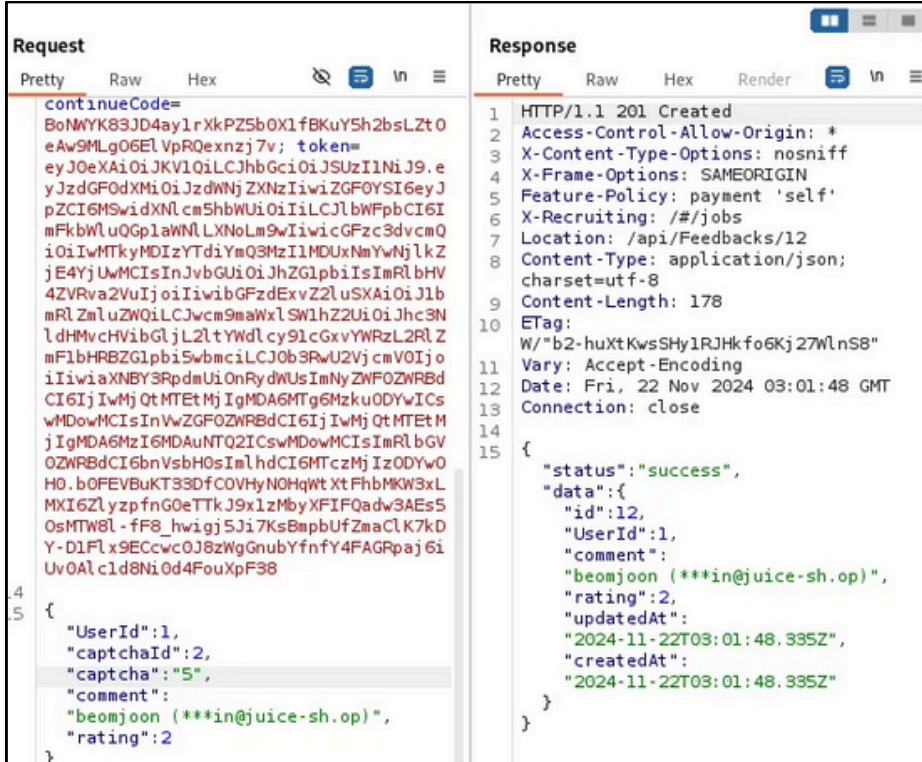 Request
Pretty Raw Hex \n
continueCode=
BoNWYK83JD4ay1rXkPZ5b0X1fBKuY5h2bsLZtO
eAw9MLgO6ElVpRQexnzj7v; token=
eyJ0eXAiOiJKV1QiLCJhbGciOiJSUzI1NiJ9.e
yJzdGF0dXMiOiJzdWNjZXNzIiwiZGF0YSI6eyJ
pZCI6MSwidXNlcm5hbWUiOiIiLCJlbWFpbCI6I
mFkbWluQGp1aWNlLXNoLm9wIiwicGFzc3dvcmQ
iOiIwMTkyMDIzYTdiYmQ3MzI1MDUxNmYwNjlkZ
jE4YjUwMCIsInJvbGUiOiJhZG1pbiIsImRlbHV
4ZVRva2VuIjoiIiwibGFzdExvZ2luSXAiOiJ1b
mRlZmluZWQiLCJwcm9maWxlSW1hZ2UiOiJhc3N
ldHMvcHVibGljL2ltYWdlcy91cGxvYWRzL2RlZ
mF1bHRBZG1pbi5wbmciLCJ0b3RwU2VjcmV0Ijo
iIiwiaXNBY3RpdmUiOnRydWUsImNyZWF0ZWRBd
CI6IjIwMjQtMTEtMjIgMDA6MTg6MzkuODYwICs
wMDowMCIsInVwZGF0ZWRBdCI6IjIwMjQtMTEtM
jIgMDA6MzI6MDAuNTQ2ICswMDowMCIsImRlbGV
0ZWRBdCI6bnVsbH0sImlhdCI6MTczMjIzODYwO
H0.b0FEVBuKT33DfCOVHyN0HqWtXtFhbMKW3xL
MXI6ZlyzpfnG0eTTkJ9x1zMbyXFIFQadw3AEs5
OsMTW8l-fF8_hwigj5Ji7KsBmpbUfZmaClK7kD
Y-D1Flx9ECcwc0J8zWgGnubYfnfY4FAGRpaj6i
Uv0Alc1d8Ni0d4FouXpF38
14
15 {
"UserId":1,
"captchaId":2,
"captcha":"5",
"comment":
"beomjoon (***in@juice-sh.op)",
"rating":2
}
Response
Pretty Raw Hex Render \n
1 HTTP/1.1 201 Created
2 Access-Control-Allow-Origin: *
3 X-Content-Type-Options: nosniff
4 X-Frame-Options: SAMEORIGIN
5 Feature-Policy: payment 'self'
6 X-Recruiting: /#/jobs
7 Location: /api/Feedbacks/12
8 Content-Type: application/json;
charset=utf-8
9 Content-Length: 178
10 ETag:
W/"b2-huXtKwsSHy1RJHkfo6Kj27WlnS8"
11 Vary: Accept-Encoding
12 Date: Fri, 22 Nov 2024 03:01:48 GMT
13 Connection: close
14
15 {
"status":"success",
"data":{
"id":12,
"UserId":1,
"comment":
"beomjoon (***in@juice-sh.op)",
"rating":2,
"updatedAt":
"2024-11-22T03:01:48.335Z",
"createdAt":
"2024-11-22T03:01:48.335Z"
}
}